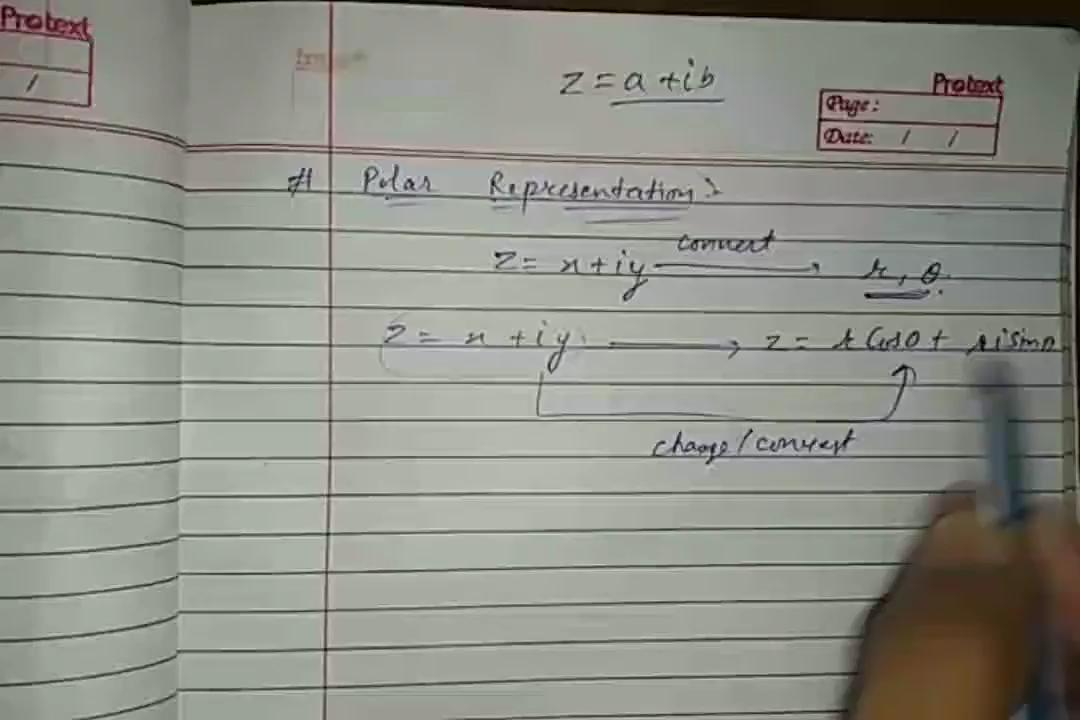 Protext
/
z = a + ib
Protext
Page:
Date: / /
# Polar Representation:
convert
z = x + iy → r, θ.
z = x + iy → z = r Cosθ + r i Sinθ
change / convert